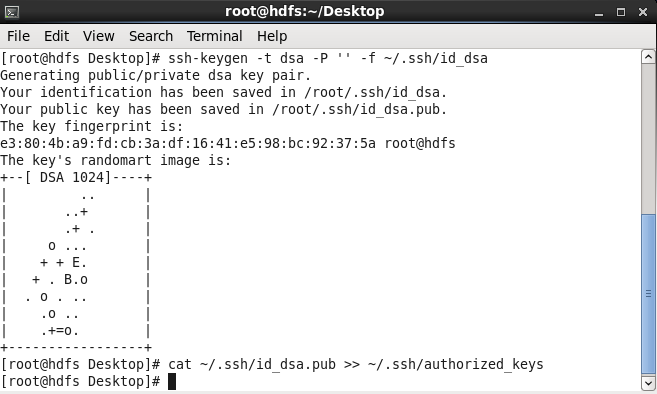 root@hdfs:~/Desktop
File Edit View Search Terminal Help
[root@hdfs Desktop]# ssh-keygen -t dsa -P '' -f ~/.ssh/id_dsa
Generating public/private dsa key pair.
Your identification has been saved in /root/.ssh/id_dsa.
Your public key has been saved in /root/.ssh/id_dsa.pub.
The key fingerprint is:
e3:80:4b:a9:fd:cb:3a:df:16:41:e5:98:bc:92:37:5a root@hdfs
The key's randomart image is:
+--[ DSA 1024]----+
|         ..      |
|       ..+       |
|       .+ .      |
|     o ...       |
|    + + E.       |
|   + . B.o       |
|  . o . ..       |
|    .o ..        |
|    .+=o.        |
+-----------------+
[root@hdfs Desktop]# cat ~/.ssh/id_dsa.pub >> ~/.ssh/authorized_keys
[root@hdfs Desktop]#